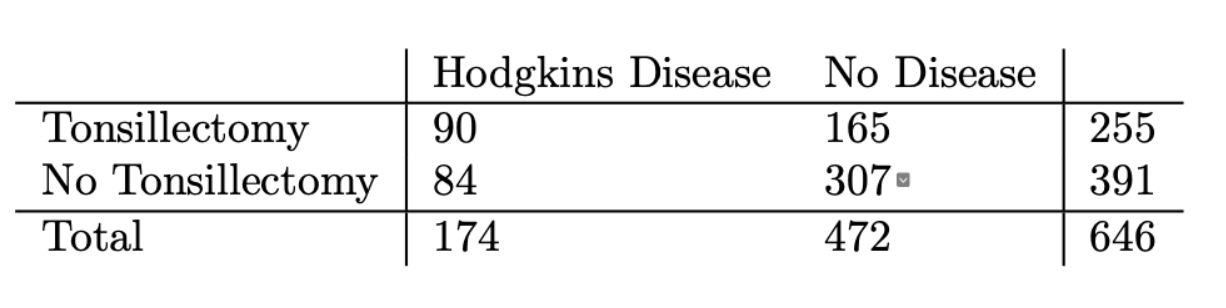 Hodgkins Disease No Disease
Tonsillectomy 90 165 255
No Tonsillectomy 84 307 391
Total 174 472 646